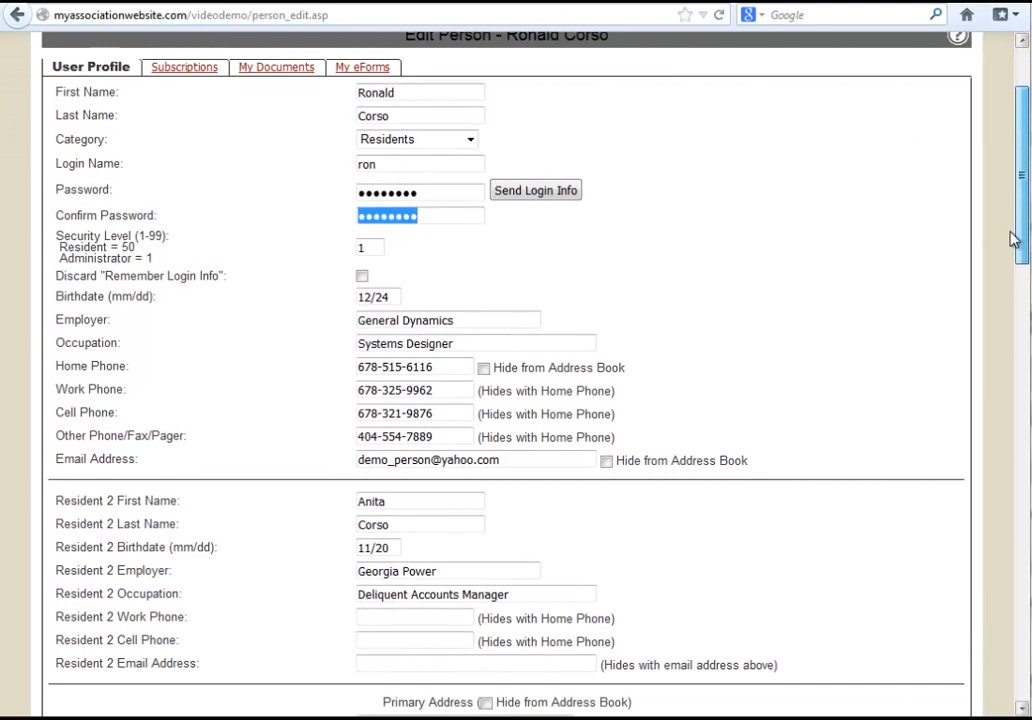 myassociationwebsite.com/videodemo/person_edit.asp
Google
Edit Person - Ronald Corso
User Profile Subscriptions My Documents My eForms
First Name: Ronald
Last Name: Corso
Category: Residents
Login Name: ron
Password: ●●●●●●●● Send Login Info
Confirm Password: ●●●●●●●●
Security Level (1-99):
Resident = 50 1
Administrator = 1
Discard "Remember Login Info":
Birthdate (mm/dd): 12/24
Employer: General Dynamics
Occupation: Systems Designer
Home Phone: 678-515-6116 Hide from Address Book
Work Phone: 678-325-9962 (Hides with Home Phone)
Cell Phone: 678-321-9876 (Hides with Home Phone)
Other Phone/Fax/Pager: 404-554-7889 (Hides with Home Phone)
Email Address: demo_person@yahoo.com Hide from Address Book
Resident 2 First Name: Anita
Resident 2 Last Name: Corso
Resident 2 Birthdate (mm/dd): 11/20
Resident 2 Employer: Georgia Power
Resident 2 Occupation: Deliquent Accounts Manager
Resident 2 Work Phone: (Hides with Home Phone)
Resident 2 Cell Phone: (Hides with Home Phone)
Resident 2 Email Address: (Hides with email address above)
Primary Address ( Hide from Address Book)